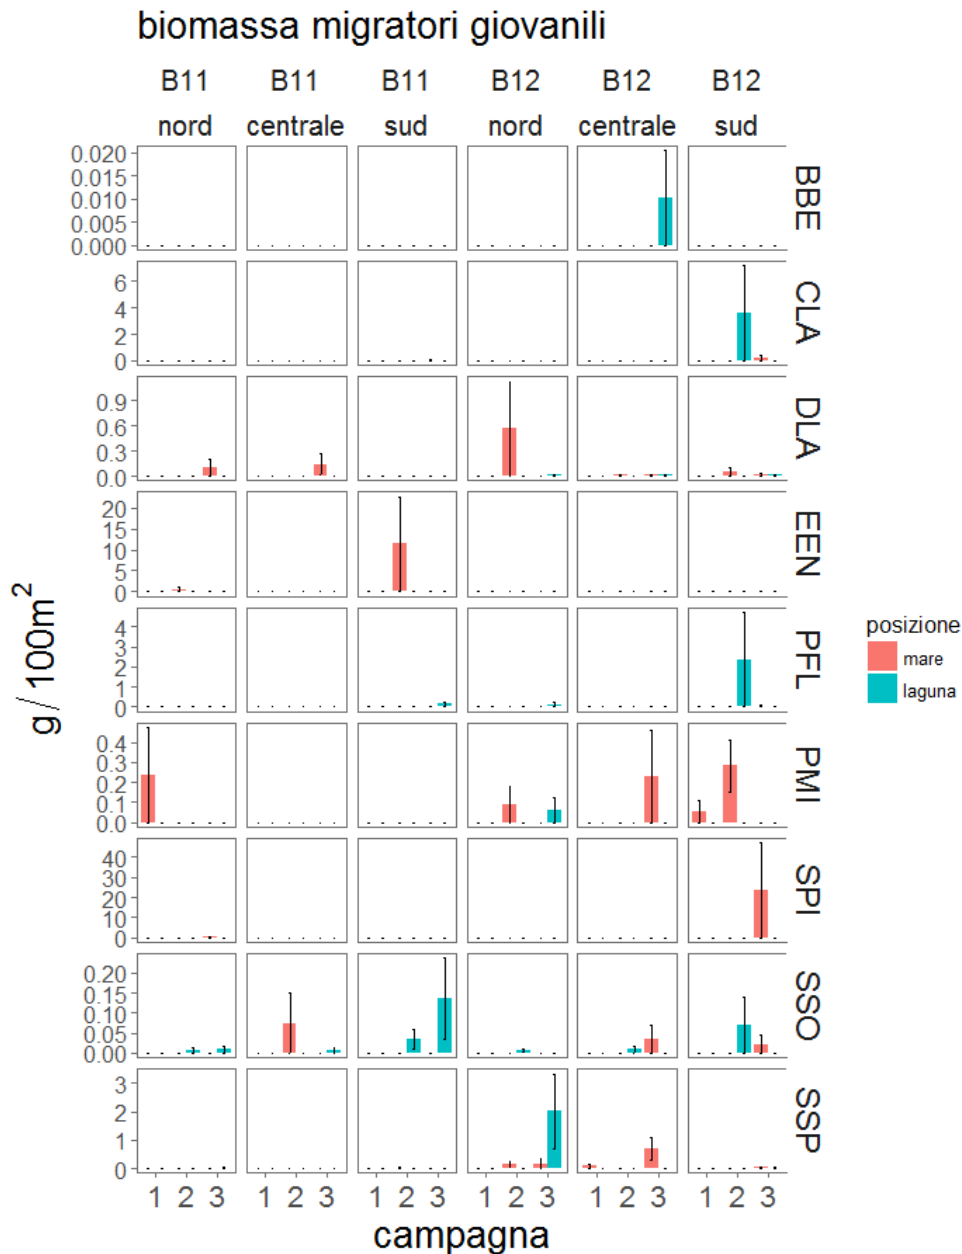 biomassa migratori giovanili
B11 B11 B11 B12 B12 B12
nord centrale sud nord centrale sud
0.020
0.015
0.010
0.005
0.000
BBE
6
4
2
0
CLA
0.9
0.6
0.3
0.0
DLA
20
15
10
5
0
EEN
4
3
2
1
0
PFL
0.4
0.3
0.2
0.1
0.0
PMI
40
30
20
10
0
SPI
0.20
0.15
0.10
0.05
0.00
SSO
3
2
1
0
SSP
1 2 3 1 2 3 1 2 3 1 2 3 1 2 3 1 2 3
campagna
g / 100m²
posizione
mare
laguna